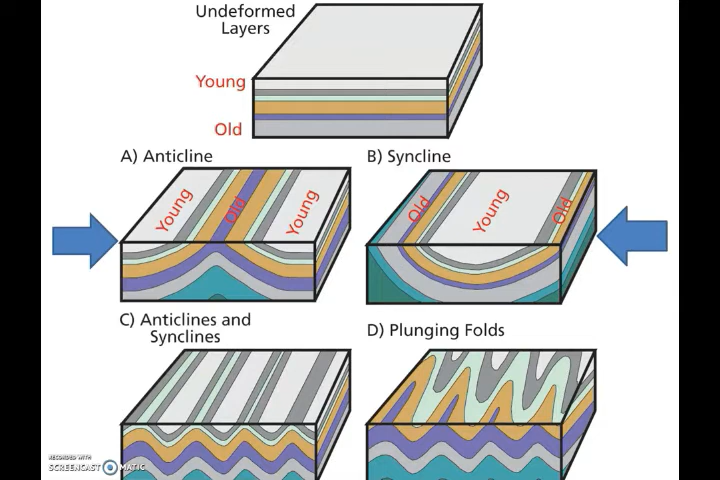 Undeformed
Layers
Young
Old
A) Anticline
B) Syncline
Young
Old
Young
Old
Young
Old
C) Anticlines and
Synclines
D) Plunging Folds
RECORDED WITH
SCREENCAST MATIC